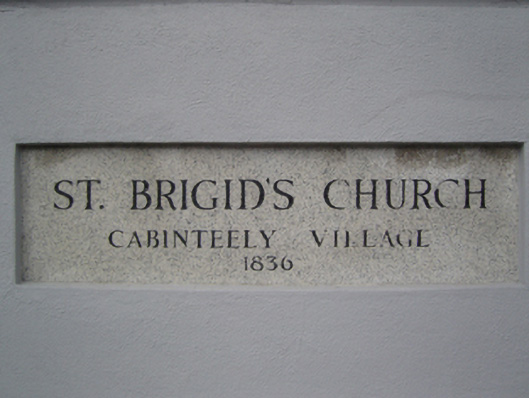 ST. BRIGID'S CHURCH
CABINTEELY VILLAGE
1836